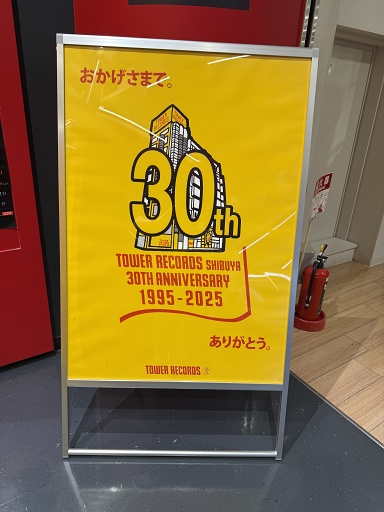 おかげさまで。
30th
TOWER RECORDS SHIBUYA
30TH ANNIVERSARY
1995-2025
ありがとう。
TOWER RECORDS